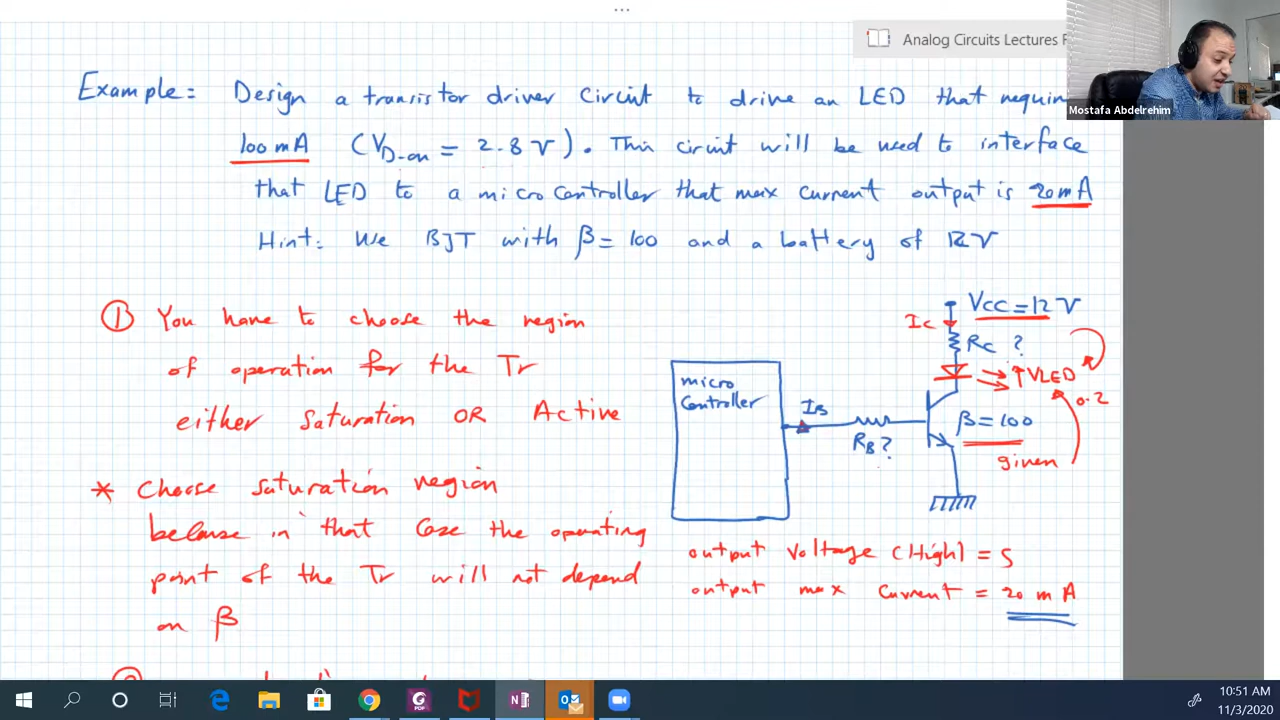 Analog Circuits Lectures
Mostafa Abdelrehim
Example: Design a transistor driver Circuit to drive an LED that requir
100 mA (VD-on = 2.8 V). This circuit will be used to interface
that LED to a microcontroller that max current output is 20 mA
Hint: Use BJT with β = 100 and a battery of 12 V
① You have to choose the region
of operation for the Tr
either Saturation OR Active
* Choose saturation region
because in that Case the operating
point of the Tr will not depend
on β
VCC = 12 V
IC
RC ?
VLED
0.2
micro
Controller
IB
RB ?
β = 100
given
output voltage (High) = 5
output max current = 20 mA
PDF
N
10:51 AM
11/3/2020